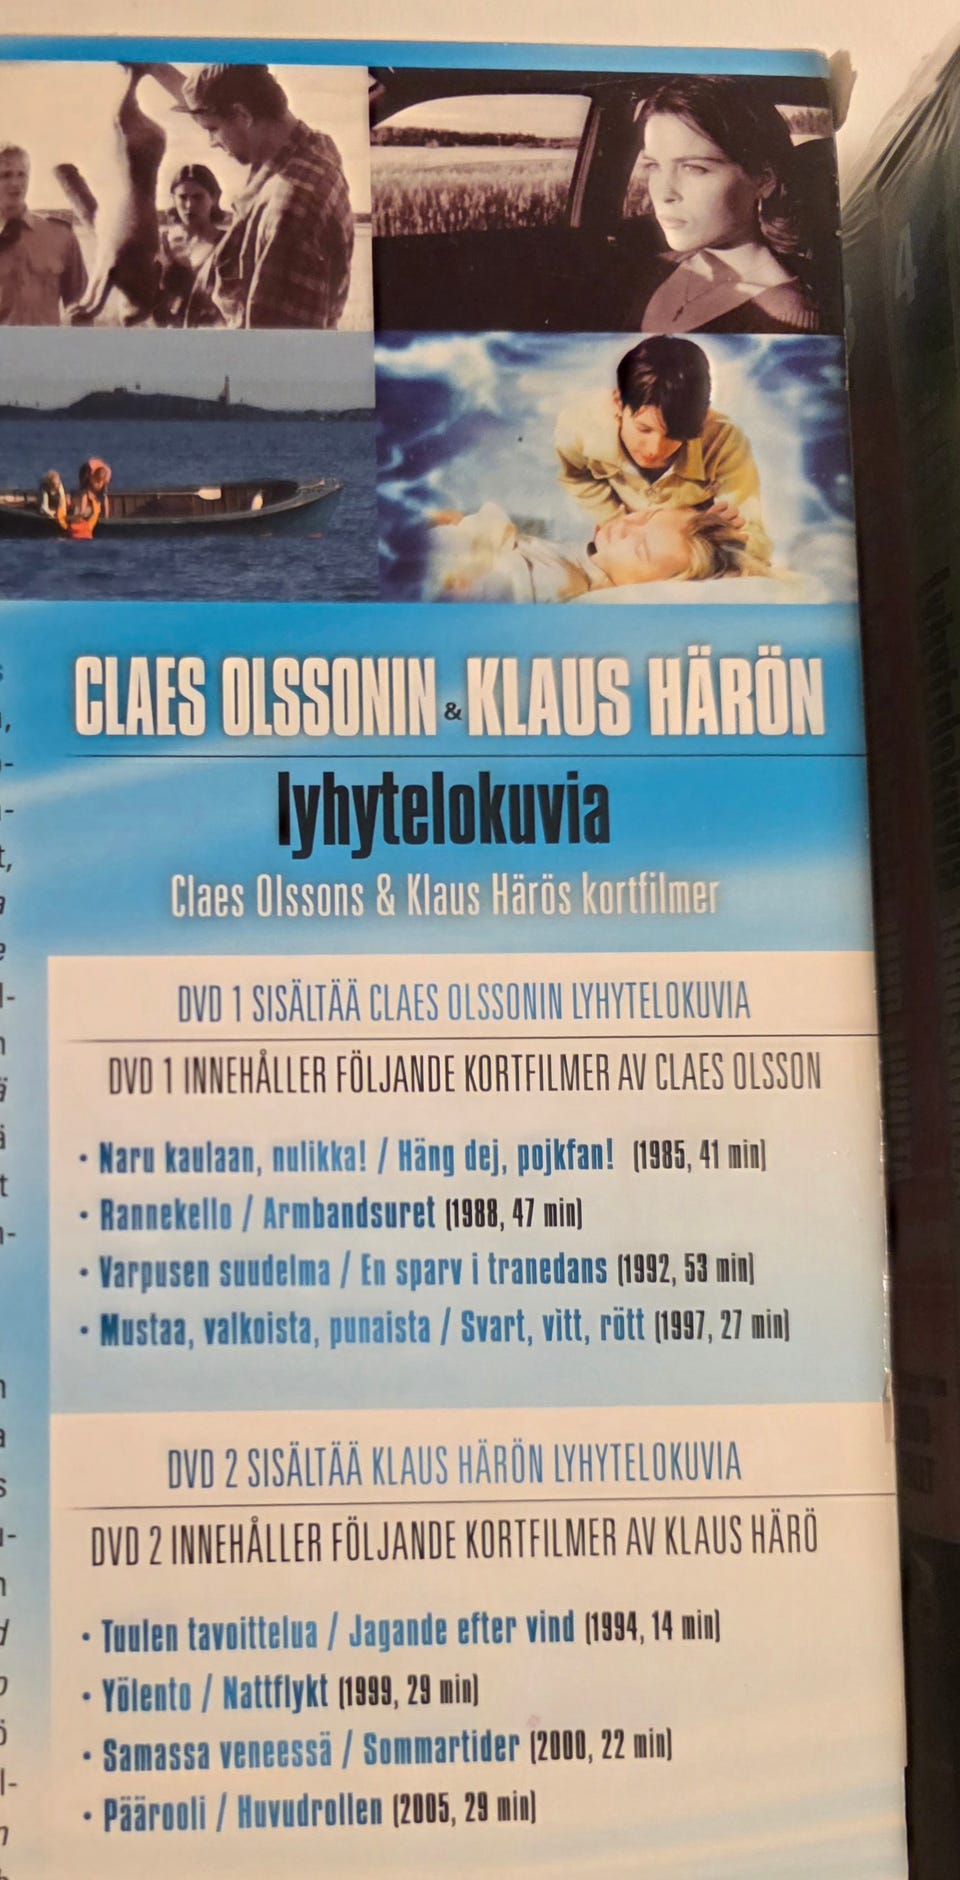 CLAES OLSSONIN & KLAUS HÄRÖN
lyhytelokuvia
Claes Olssons & Klaus Härös kortfilmer
DVD 1 SISÄLTÄÄ CLAES OLSSONIN LYHYTELOKUVIA
DVD 1 INNEHÅLLER FÖLJANDE KORTFILMER AV CLAES OLSSON
• Naru kaulaan, nulikka! / Häng dej, pojkfan! (1985, 41 min)
• Rannekello / Armbandsuret (1988, 47 min)
• Varpusen suudelma / En sparv i tranedans (1992, 53 min)
• Mustaa, valkoista, punaista / Svart, vitt, rött (1997, 27 min)
DVD 2 SISÄLTÄÄ KLAUS HÄRÖN LYHYTELOKUVIA
DVD 2 INNEHÅLLER FÖLJANDE KORTFILMER AV KLAUS HÄRÖ
• Tuulen tavoittelua / Jagande efter vind (1994, 14 min)
• Yölento / Nattflykt (1999, 29 min)
• Samassa veneessä / Sommartider (2000, 22 min)
• Päärooli / Huvudrollen (2005, 29 min)